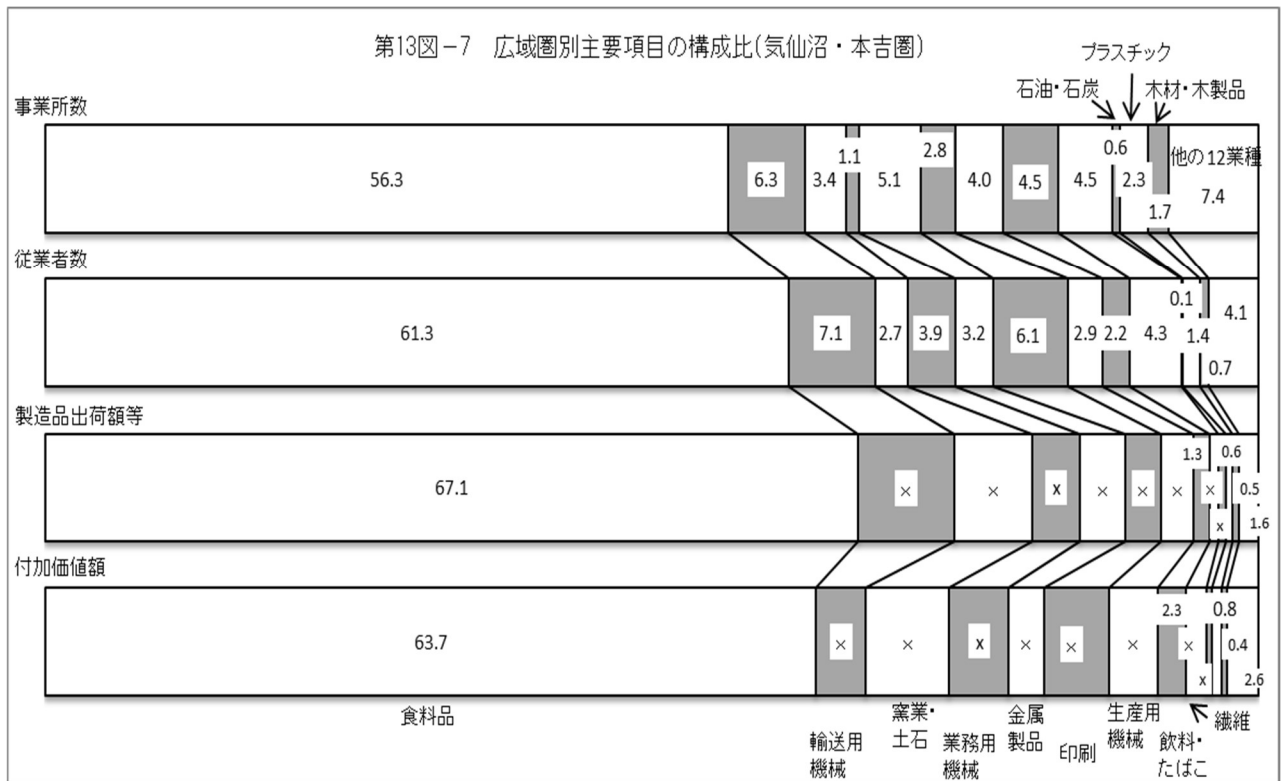 第13図－7　広域圏別主要項目の構成比(気仙沼・本吉圏)
プラスチック
石油・石炭
木材・木製品
事業所数
他の12業種
56.3
6.3
3.4
1.1
5.1
2.8
4.0
4.5
4.5
0.6
2.3
1.7
7.4
従業者数
61.3
7.1
2.7
3.9
3.2
6.1
2.9
2.2
4.3
0.1
1.4
0.7
4.1
製造品出荷額等
67.1
×
×
x
×
×
×
1.3
×
x
0.6
0.5
1.6
付加価値額
63.7
×
×
x
×
×
×
2.3
×
x
0.8
0.4
2.6
食料品
輸送用
機械
窯業・
土石
業務用
機械
金属
製品
印刷
生産用
機械
飲料・
たばこ
繊維